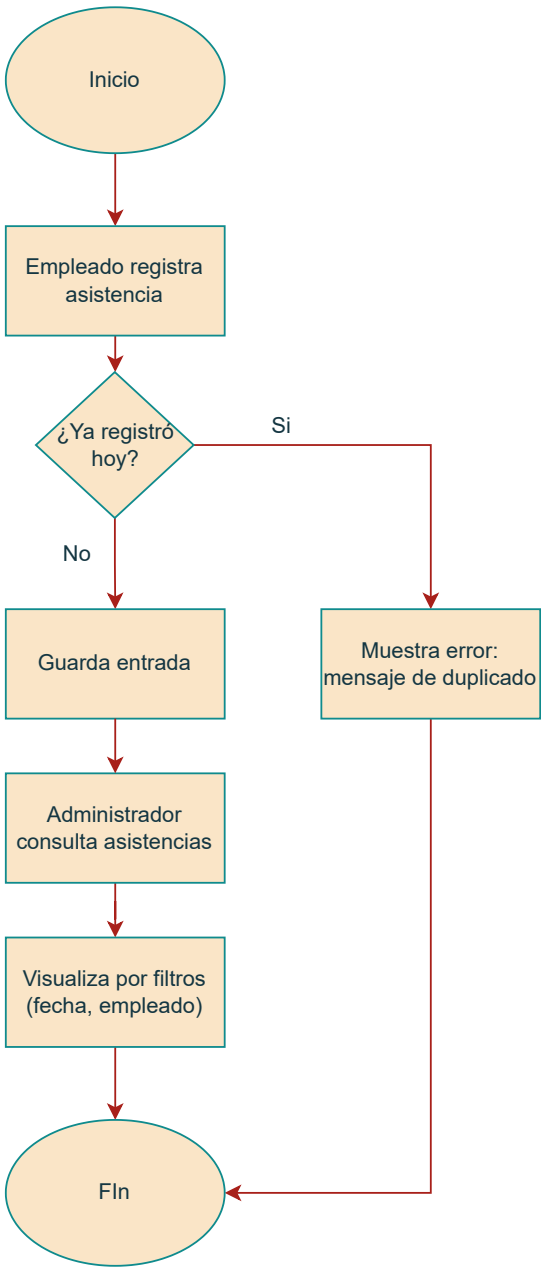 Inicio
Empleado registra
asistencia
¿Ya registró
hoy?
Si
No
Guarda entrada
Muestra error:
mensaje de duplicado
Administrador
consulta asistencias
Visualiza por filtros
(fecha, empleado)
FIn